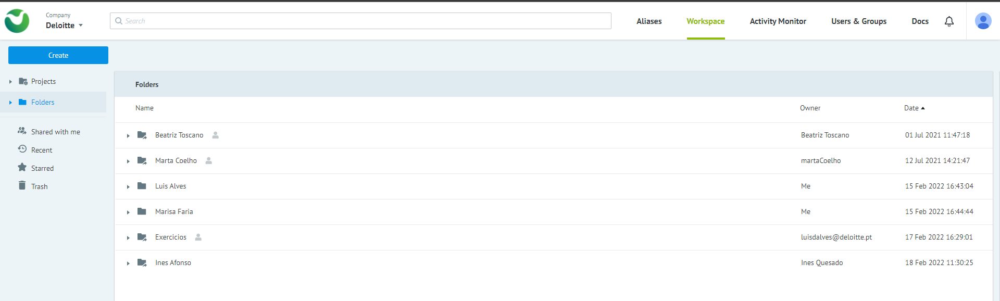 Company
Deloitte
Search
Aliases
Workspace
Activity Monitor
Users & Groups
Docs
Create
Projects
Folders
Shared with me
Recent
Starred
Trash
Folders
Name Owner Date
Beatriz Toscano Beatriz Toscano 01 Jul 2021 11:47:18
Marta Coelho martaCoelho 12 Jul 2021 14:21:47
Luis Alves Me 15 Feb 2022 16:43:04
Marisa Faria Me 15 Feb 2022 16:44:44
Exercicios luisdalves@deloitte.pt 17 Feb 2022 16:29:01
Ines Afonso Ines Quesado 18 Feb 2022 11:30:25